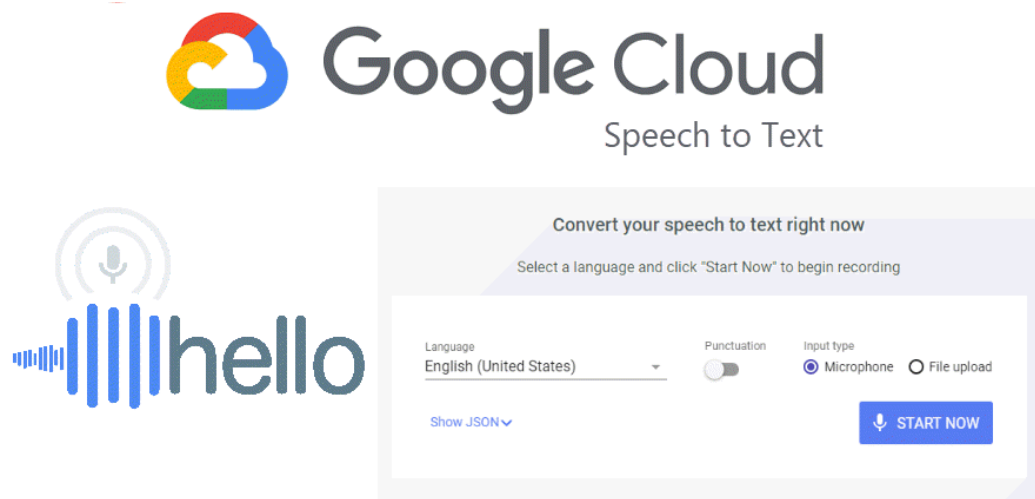 Google Cloud
Speech to Text
hello
Convert your speech to text right now
Select a language and click "Start Now" to begin recording
Language
English (United States)
Punctuation
Input type
Microphone
File upload
Show JSON
START NOW